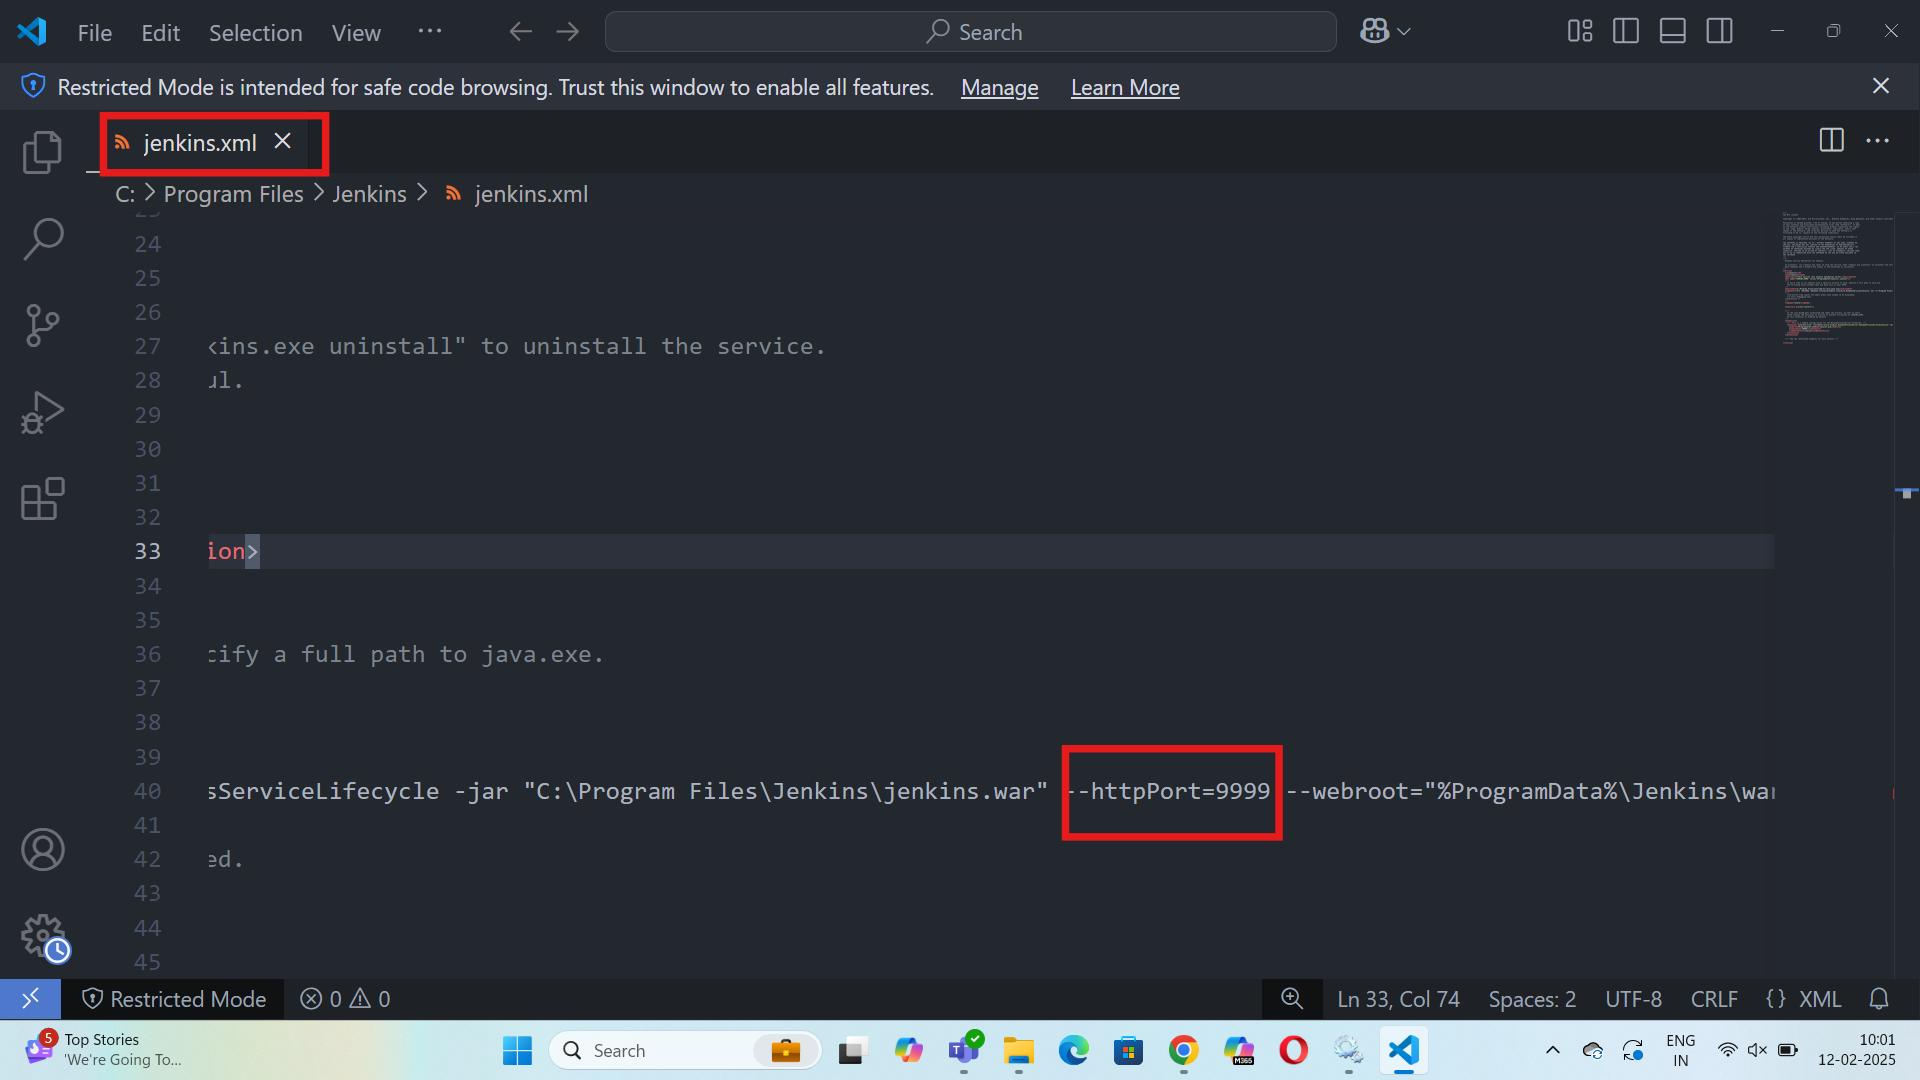 File Edit Selection View ··· Search
Restricted Mode is intended for safe code browsing. Trust this window to enable all features. Manage Learn More
jenkins.xml
C: > Program Files > Jenkins > jenkins.xml
24
25
26
27 kins.exe uninstall" to uninstall the service.
28 ul.
29
30
31
32
33 ion>
34
35
36 cify a full path to java.exe.
37
38
39
40 sServiceLifecycle -jar "C:\Program Files\Jenkins\jenkins.war" --httpPort=9999 --webroot="%ProgramData%\Jenkins\war
41
42 ed.
43
44
45
Restricted Mode 0 0 Ln 33, Col 74 Spaces: 2 UTF-8 CRLF {} XML
5 Top Stories
'We're Going To...
Search
T
M365
ENG
IN
10:01
12-02-2025